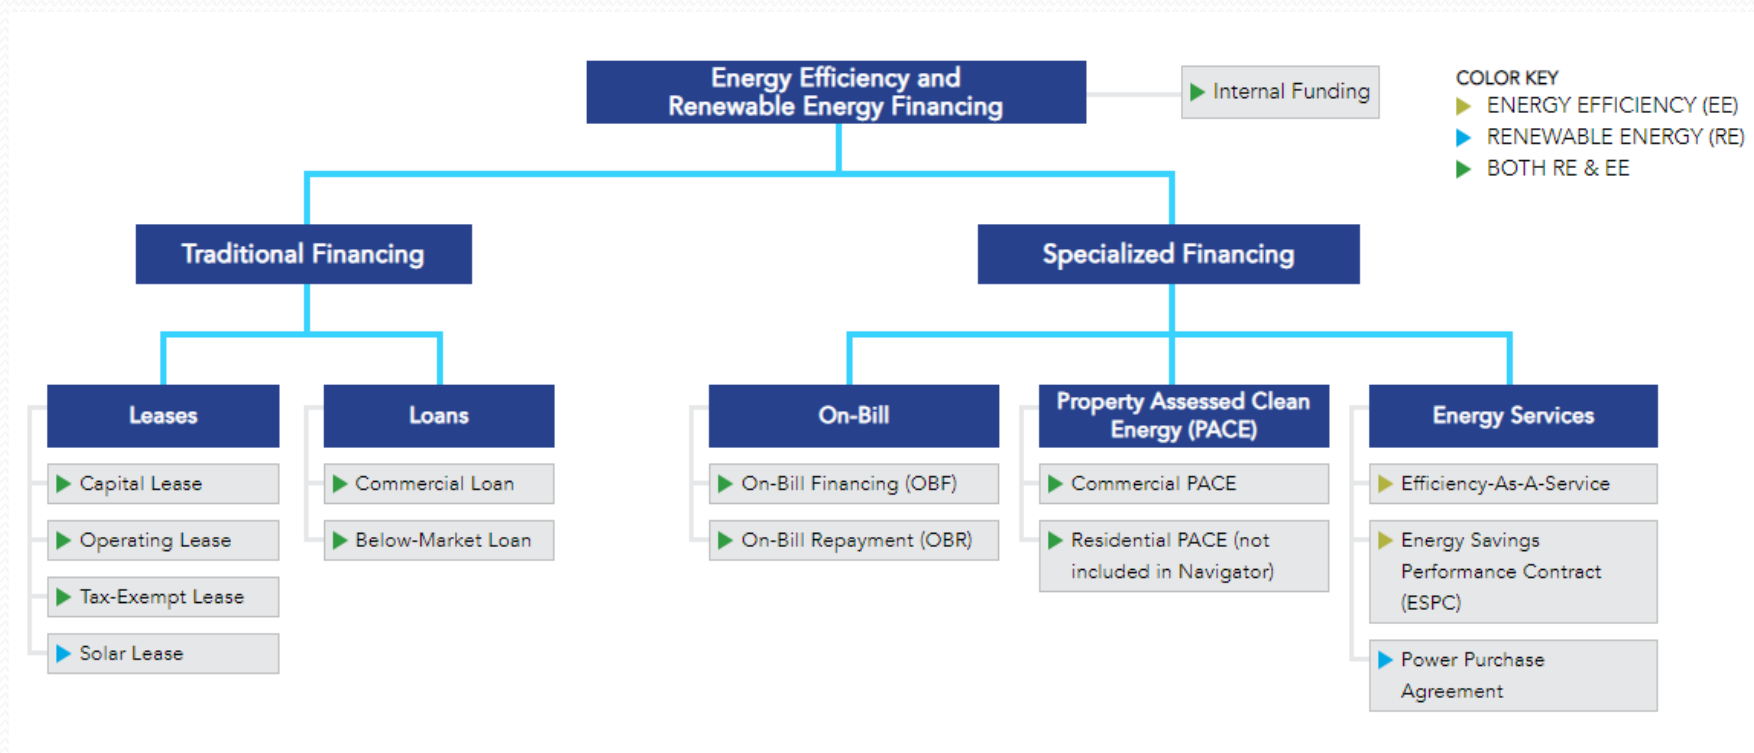 Energy Efficiency and
Renewable Energy Financing
Internal Funding
COLOR KEY
ENERGY EFFICIENCY (EE)
RENEWABLE ENERGY (RE)
BOTH RE & EE
Traditional Financing
Specialized Financing
Leases
Capital Lease
Operating Lease
Tax-Exempt Lease
Solar Lease
Loans
Commercial Loan
Below-Market Loan
On-Bill
On-Bill Financing (OBF)
On-Bill Repayment (OBR)
Property Assessed Clean
Energy (PACE)
Commercial PACE
Residential PACE (not
included in Navigator)
Energy Services
Efficiency-As-A-Service
Energy Savings
Performance Contract
(ESPC)
Power Purchase
Agreement